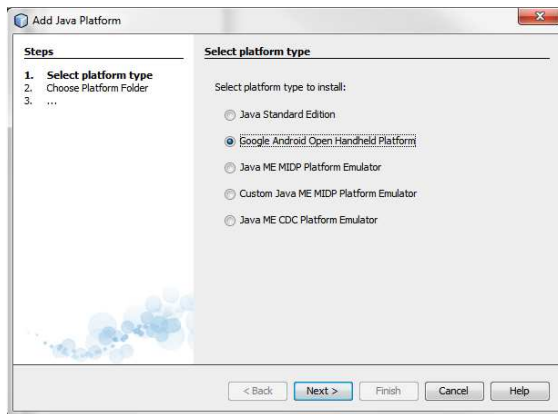 Add Java Platform
Steps
1. Select platform type
2. Choose Platform Folder
3. ...
Select platform type
Select platform type to install:
Java Standard Edition
Google Android Open Handheld Platform
Java ME MIDP Platform Emulator
Custom Java ME MIDP Platform Emulator
Java ME CDC Platform Emulator
< Back Next > Finish Cancel Help